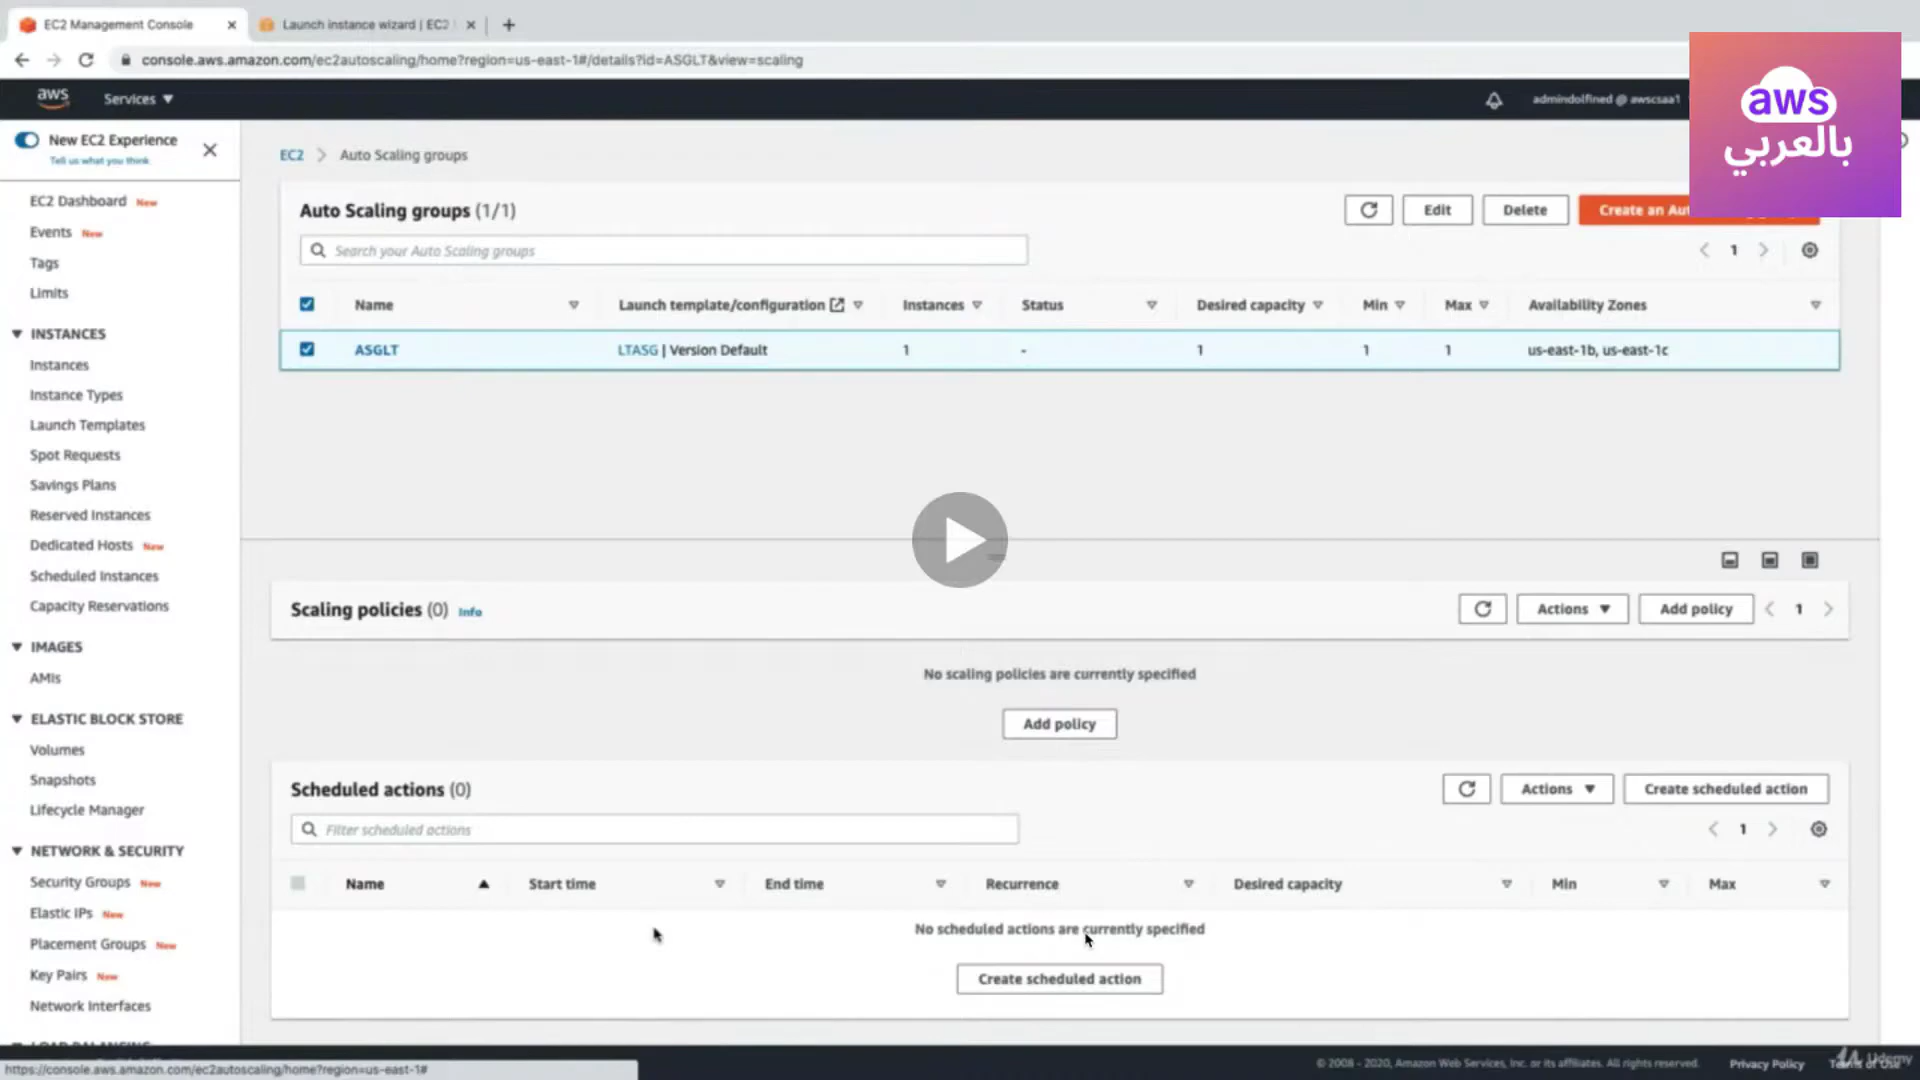 EC2 Management Console
Launch instance wizard | EC2
console.aws.amazon.com/ec2autoscaling/home?region=us-east-1#/details?id=ASGLT&view=scaling
aws
Services
admindolfined @ awscsaa1
aws
بالعربي
New EC2 Experience
Tell us what you think
EC2 Dashboard New
Events New
Tags
Limits
INSTANCES
Instances
Instance Types
Launch Templates
Spot Requests
Savings Plans
Reserved Instances
Dedicated Hosts New
Scheduled Instances
Capacity Reservations
IMAGES
AMIs
ELASTIC BLOCK STORE
Volumes
Snapshots
Lifecycle Manager
NETWORK & SECURITY
Security Groups New
Elastic IPs New
Placement Groups New
Key Pairs New
Network Interfaces
LOAD BALANCING
EC2 > Auto Scaling groups
Auto Scaling groups (1/1)
Edit
Delete
Create an
Search your Auto Scaling groups
1
Name Launch template/configuration Instances Status Desired capacity Min Max Availability Zones
ASGLT LTASG | Version Default 1 - 1 1 1 us-east-1b, us-east-1c
Scaling policies (0) Info
Actions
Add policy
1
No scaling policies are currently specified
Add policy
Scheduled actions (0)
Actions
Create scheduled action
Filter scheduled actions
1
Name Start time End time Recurrence Desired capacity Min Max
No scheduled actions are currently specified
Create scheduled action
https://console.aws.amazon.com/ec2autoscaling/home?region=us-east-1#
© 2008 - 2020, Amazon Web Services, Inc. or its affiliates. All rights reserved.
Privacy Policy
Terms of Use
Udemy